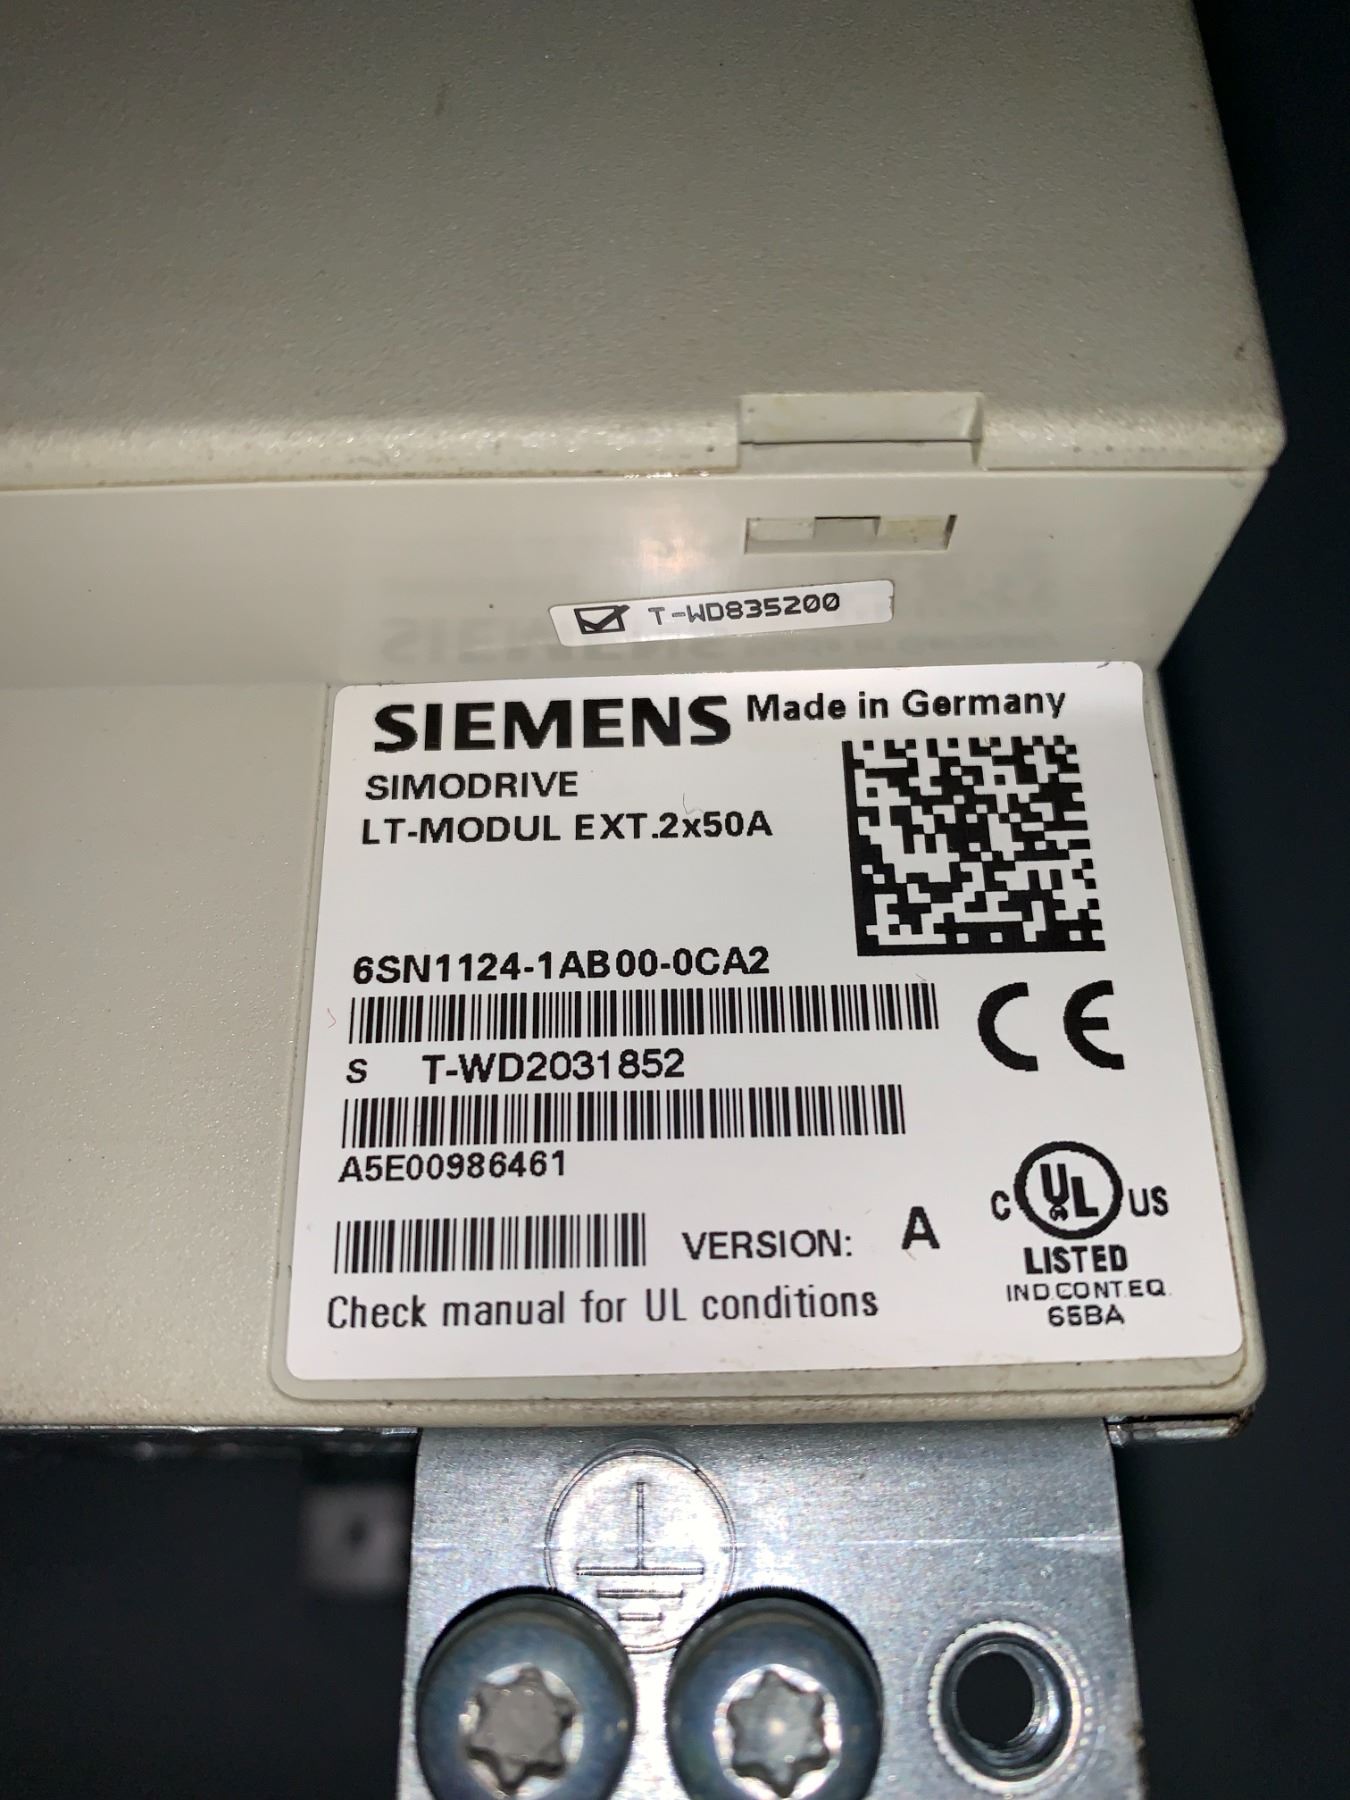 T-WD835200
SIEMENS Made in Germany
SIMODRIVE
LT-MODUL EXT.2x50A
6SN1124-1AB00-0CA2
S T-WD2031852
A5E00986461
VERSION: A
Check manual for UL conditions
CE
C UL US
LISTED
IND.CONT.EQ.
65BA